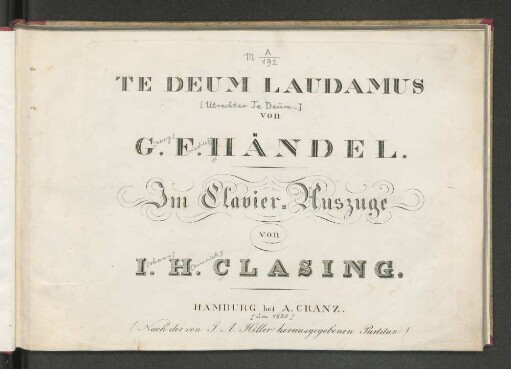 M A/192
TE DEUM LAUDAMUS
[Utrechter Te Deum.]
von
G. F. HÄNDEL.
Im Clavier=Auszuge
von
I. H. CLASING.
HAMBURG bei A. CRANZ.
[um 1820]
(Nach der von J. A. Hiller herausgegebenen Partitur)